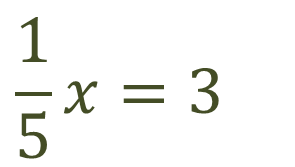 1/5 x = 3